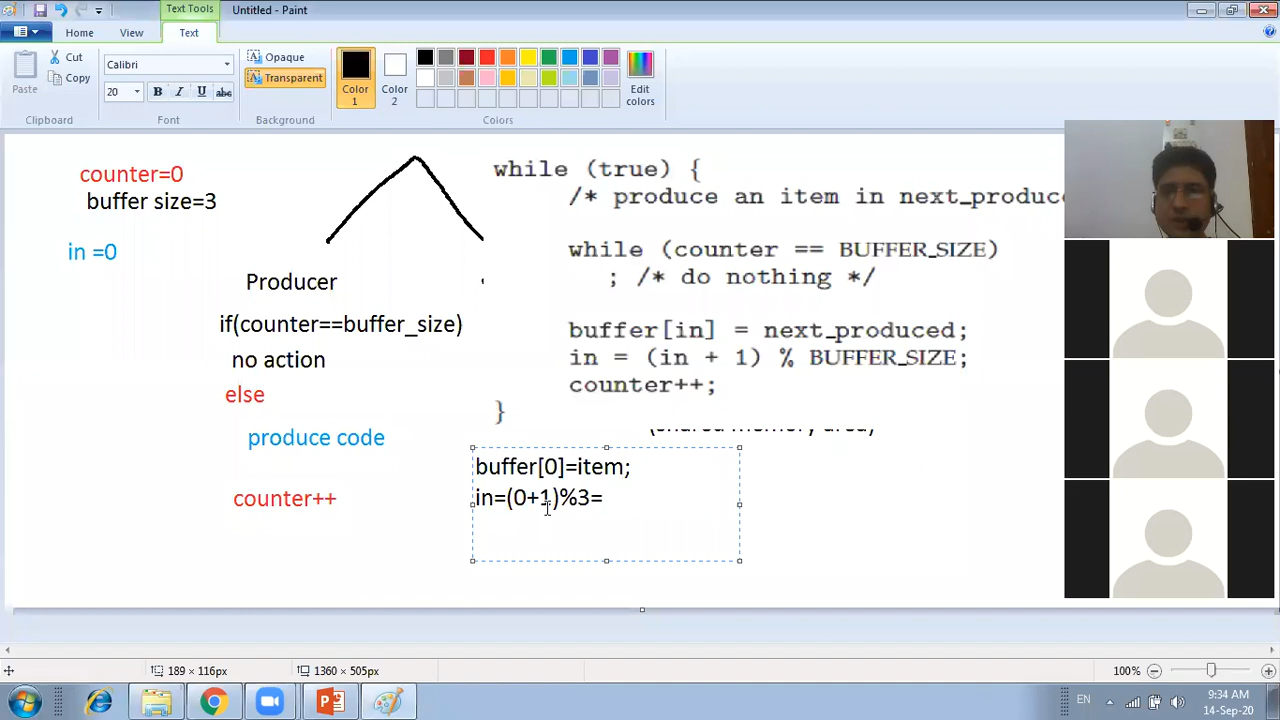 Text Tools
Untitled - Paint
Home
View
Text
Paste
Cut
Copy
Clipboard
Calibri
20
B I U abc
Font
Opaque
Transparent
Background
Color 1
Color 2
Edit colors
Colors
counter=0
buffer size=3
in =0
Producer
if(counter==buffer_size)
no action
else
produce code
counter++
while (true) {
/* produce an item in next_produce
while (counter == BUFFER_SIZE)
; /* do nothing */
buffer[in] = next_produced;
in = (in + 1) % BUFFER_SIZE;
counter++;
}
(shared memory area)
buffer[0]=item;
in=(0+1)%3=
189 × 116px
1360 × 505px
100%
EN
9:34 AM
14-Sep-20